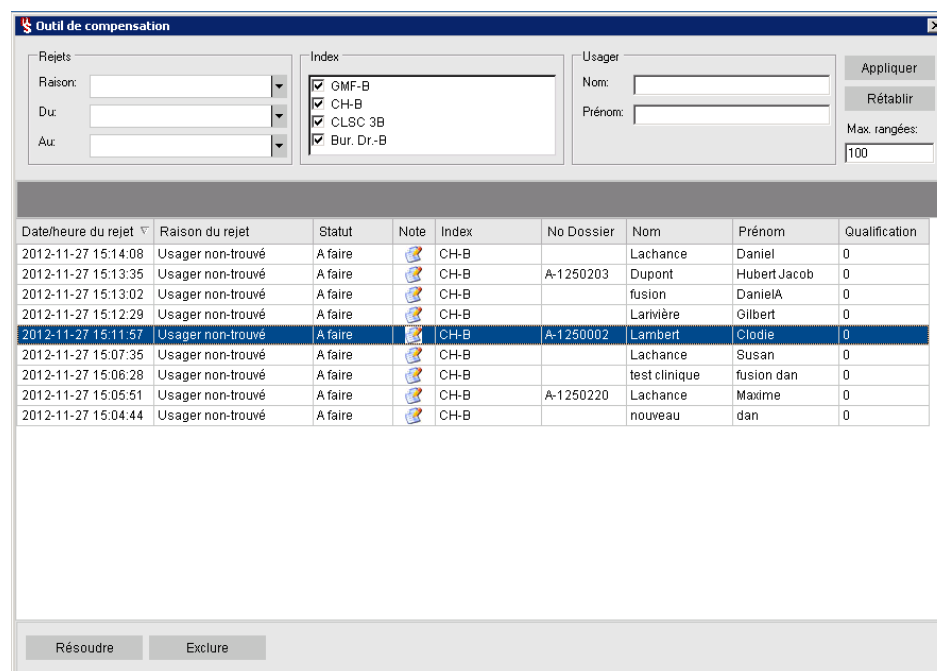 Outil de compensation
Rejets
Index
Usager
Raison:
Du:
Au:
GMF-B
CH-B
CLSC 3B
Bur. Dr.-B
Nom:
Prénom:
Appliquer
Rétablir
Max. rangées:
100
Date/heure du rejet Raison du rejet Statut Note Index No Dossier Nom Prénom Qualification
2012-11-27 15:14:08 Usager non-trouvé A faire CH-B Lachance Daniel 0
2012-11-27 15:13:35 Usager non-trouvé A faire CH-B A-1250203 Dupont Hubert Jacob 0
2012-11-27 15:13:02 Usager non-trouvé A faire CH-B fusion DanielA 0
2012-11-27 15:12:29 Usager non-trouvé A faire CH-B Larivière Gilbert 0
2012-11-27 15:11:57 Usager non-trouvé A faire CH-B A-1250002 Lambert Clodie 0
2012-11-27 15:07:35 Usager non-trouvé A faire CH-B Lachance Susan 0
2012-11-27 15:06:28 Usager non-trouvé A faire CH-B test clinique fusion dan 0
2012-11-27 15:05:51 Usager non-trouvé A faire CH-B A-1250220 Lachance Maxime 0
2012-11-27 15:04:44 Usager non-trouvé A faire CH-B nouveau dan 0
Résoudre Exclure